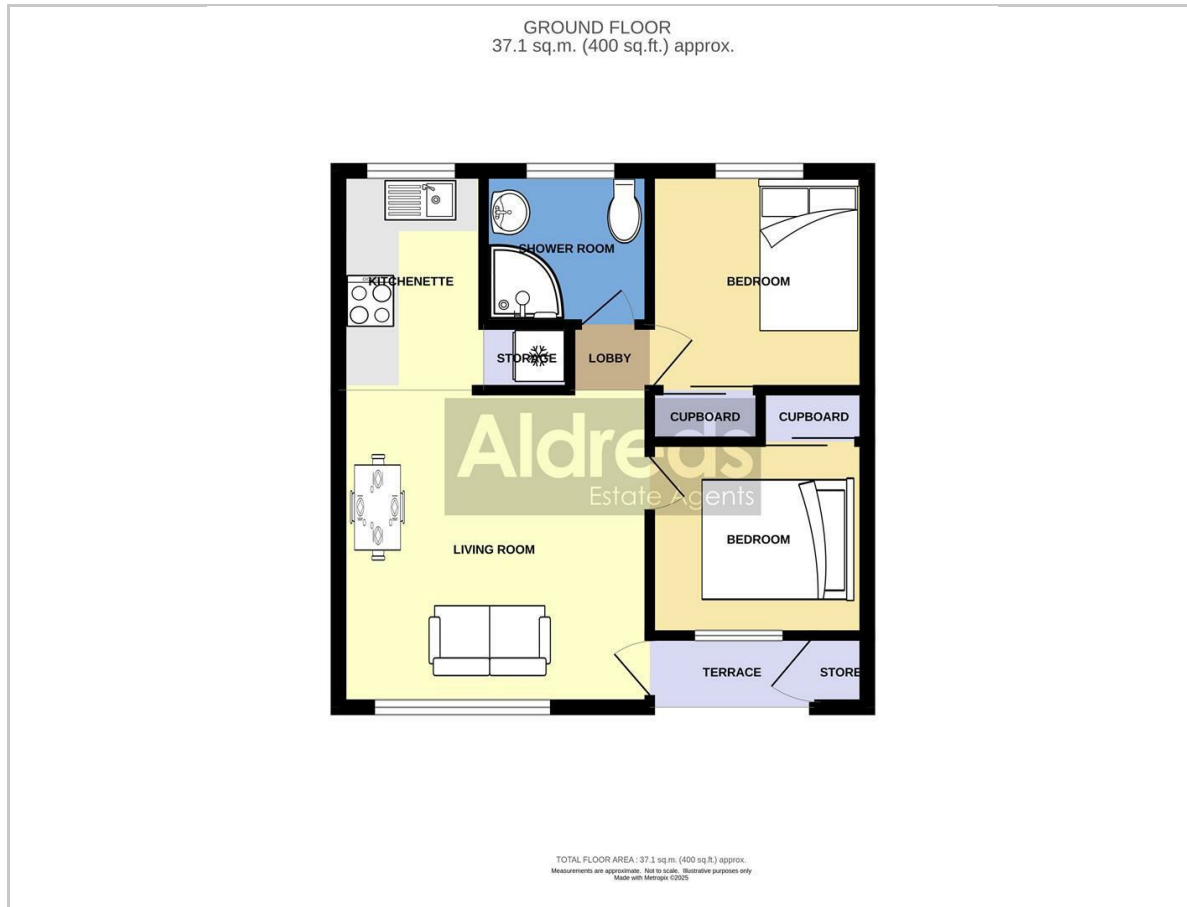 GROUND FLOOR
37.1 sq.m. (400 sq.ft.) approx.
SHOWER ROOM
KITCHENETTE
BEDROOM
STORAGE
LOBBY
CUPBOARD
CUPBOARD
Aldreds
Estate Agents
BEDROOM
LIVING ROOM
TERRACE
STORE
TOTAL FLOOR AREA : 37.1 sq.m. (400 sq.ft.) approx.
Measurements are approximate. Not to scale. Illustrative purposes only
Made with Metropix ©2025